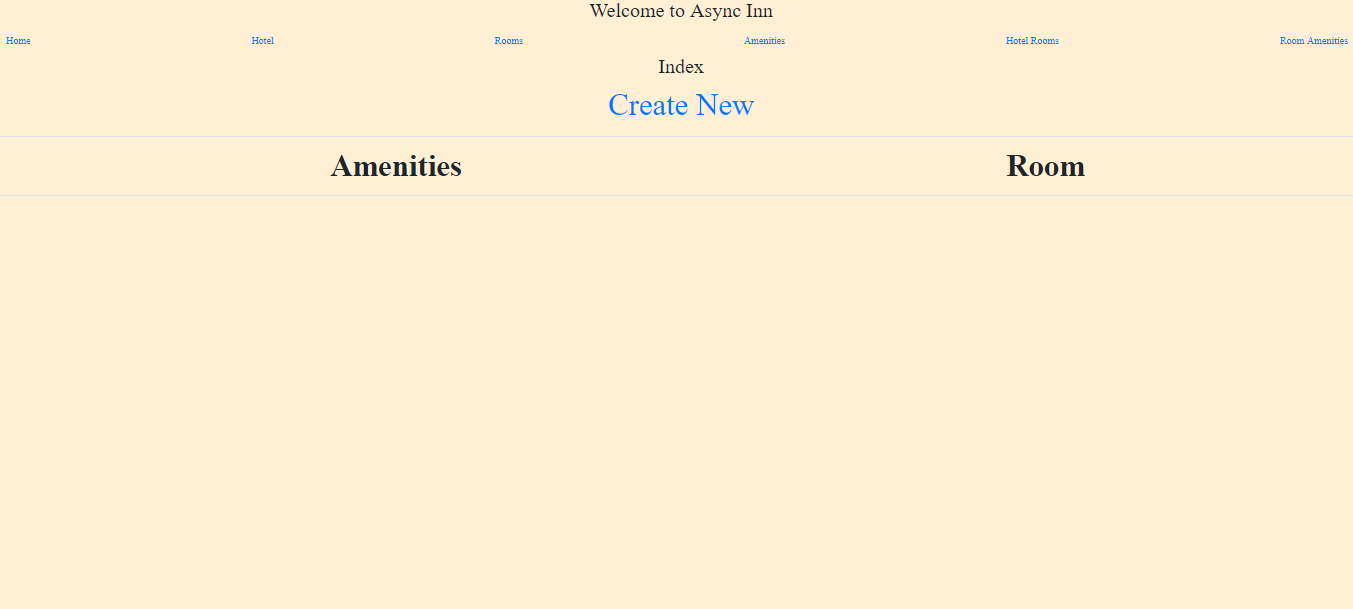 Welcome to Async Inn
Home Hotel Rooms Amenities Hotel Rooms Room Amenities
Index
Create New
Amenities Room